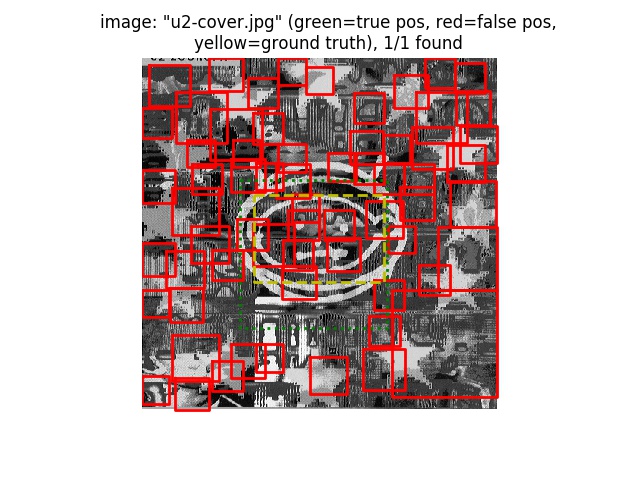 image: "u2-cover.jpg" (green=true pos, red=false pos,
yellow=ground truth), 1/1 found